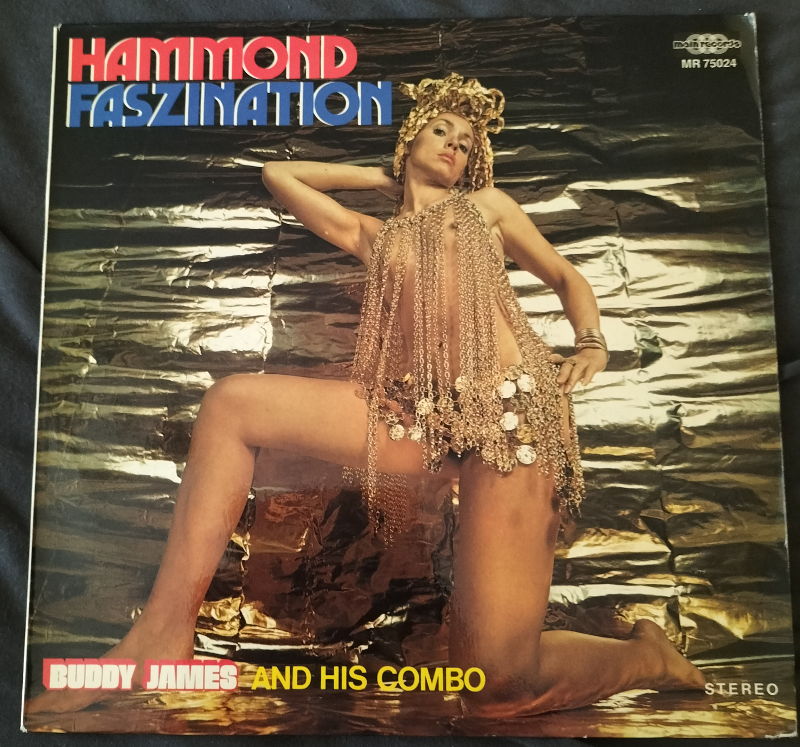 HAMMOND
FASZINATION
main records
MR 75024
BUDDY JAMES AND HIS COMBO
STEREO